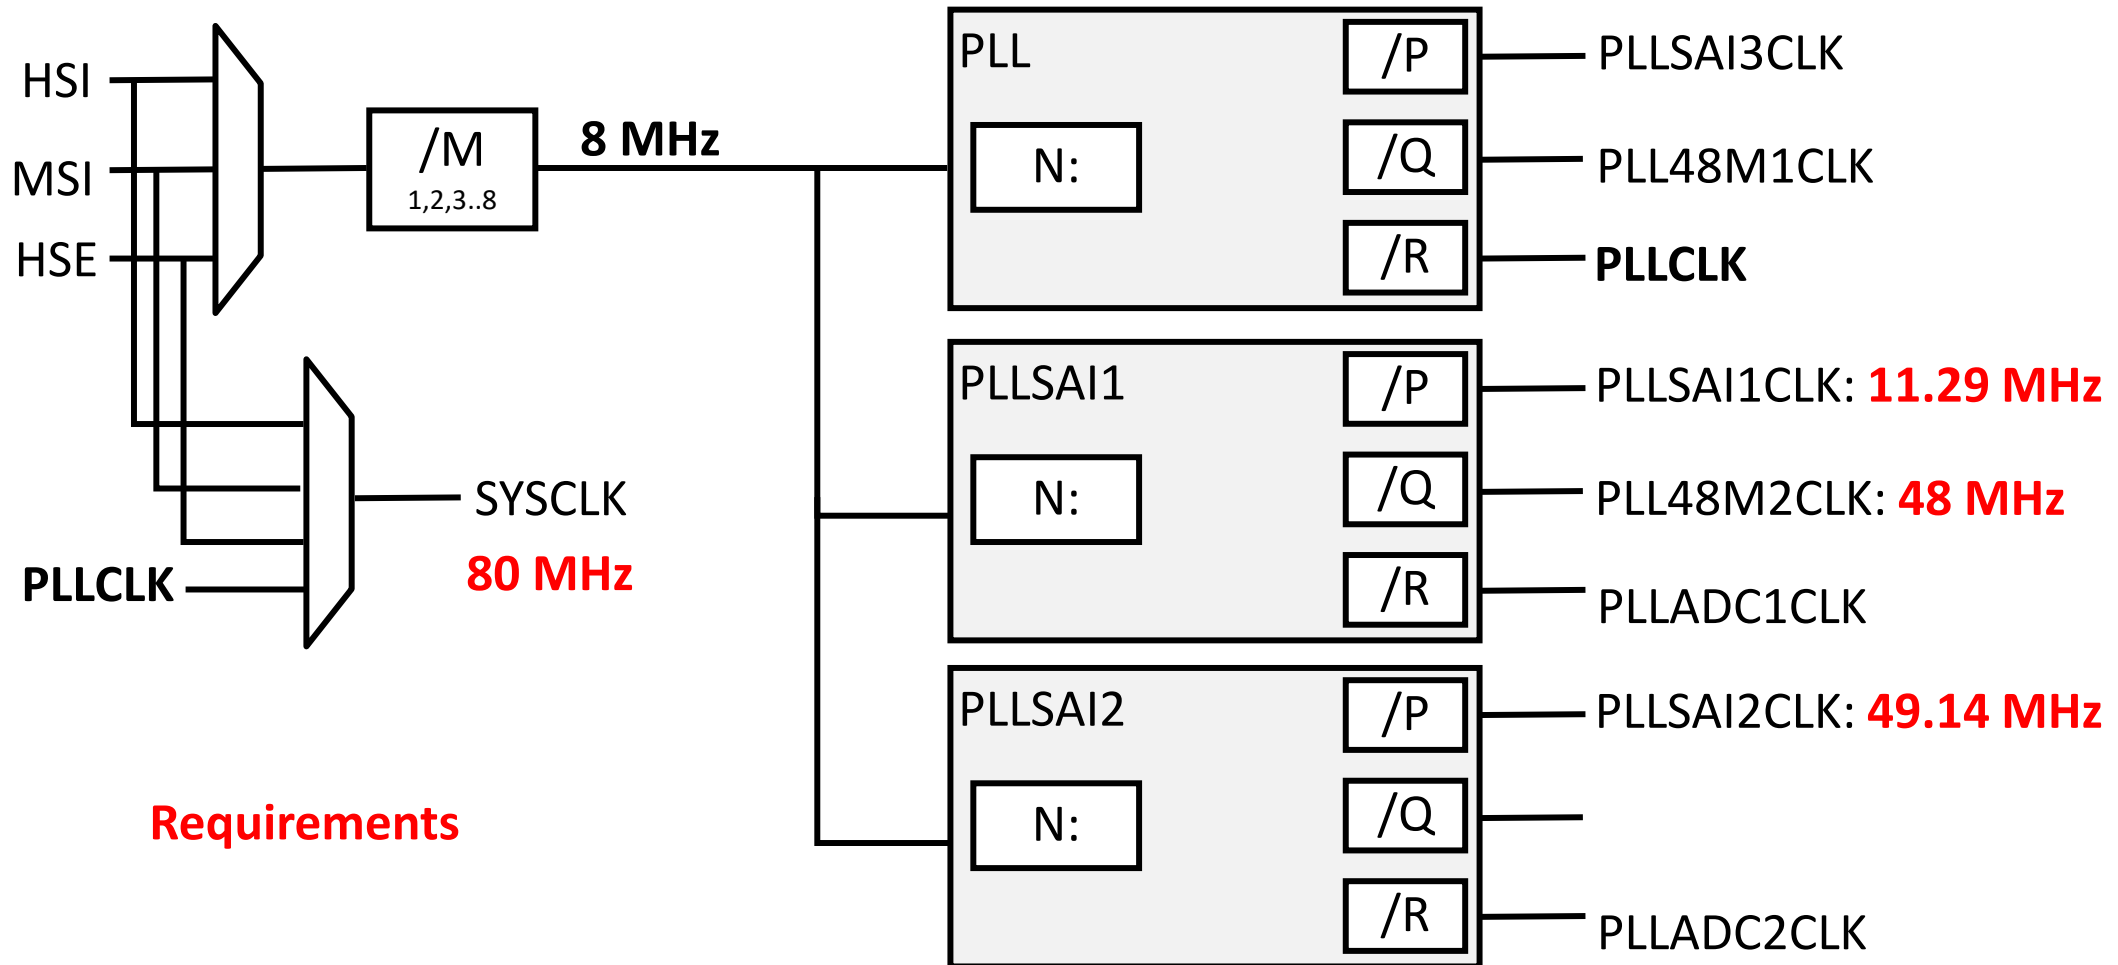 HSI
MSI
HSE
/M
1,2,3..8
8 MHz
PLLCLK
SYSCLK
80 MHz
Requirements
PLL
N:
/P
/Q
/R
PLLSAI3CLK
PLL48M1CLK
PLLCLK
PLLSAI1
N:
/P
/Q
/R
PLLSAI1CLK: 11.29 MHz
PLL48M2CLK: 48 MHz
PLLADC1CLK
PLLSAI2
N:
/P
/Q
/R
PLLSAI2CLK: 49.14 MHz
PLLADC2CLK